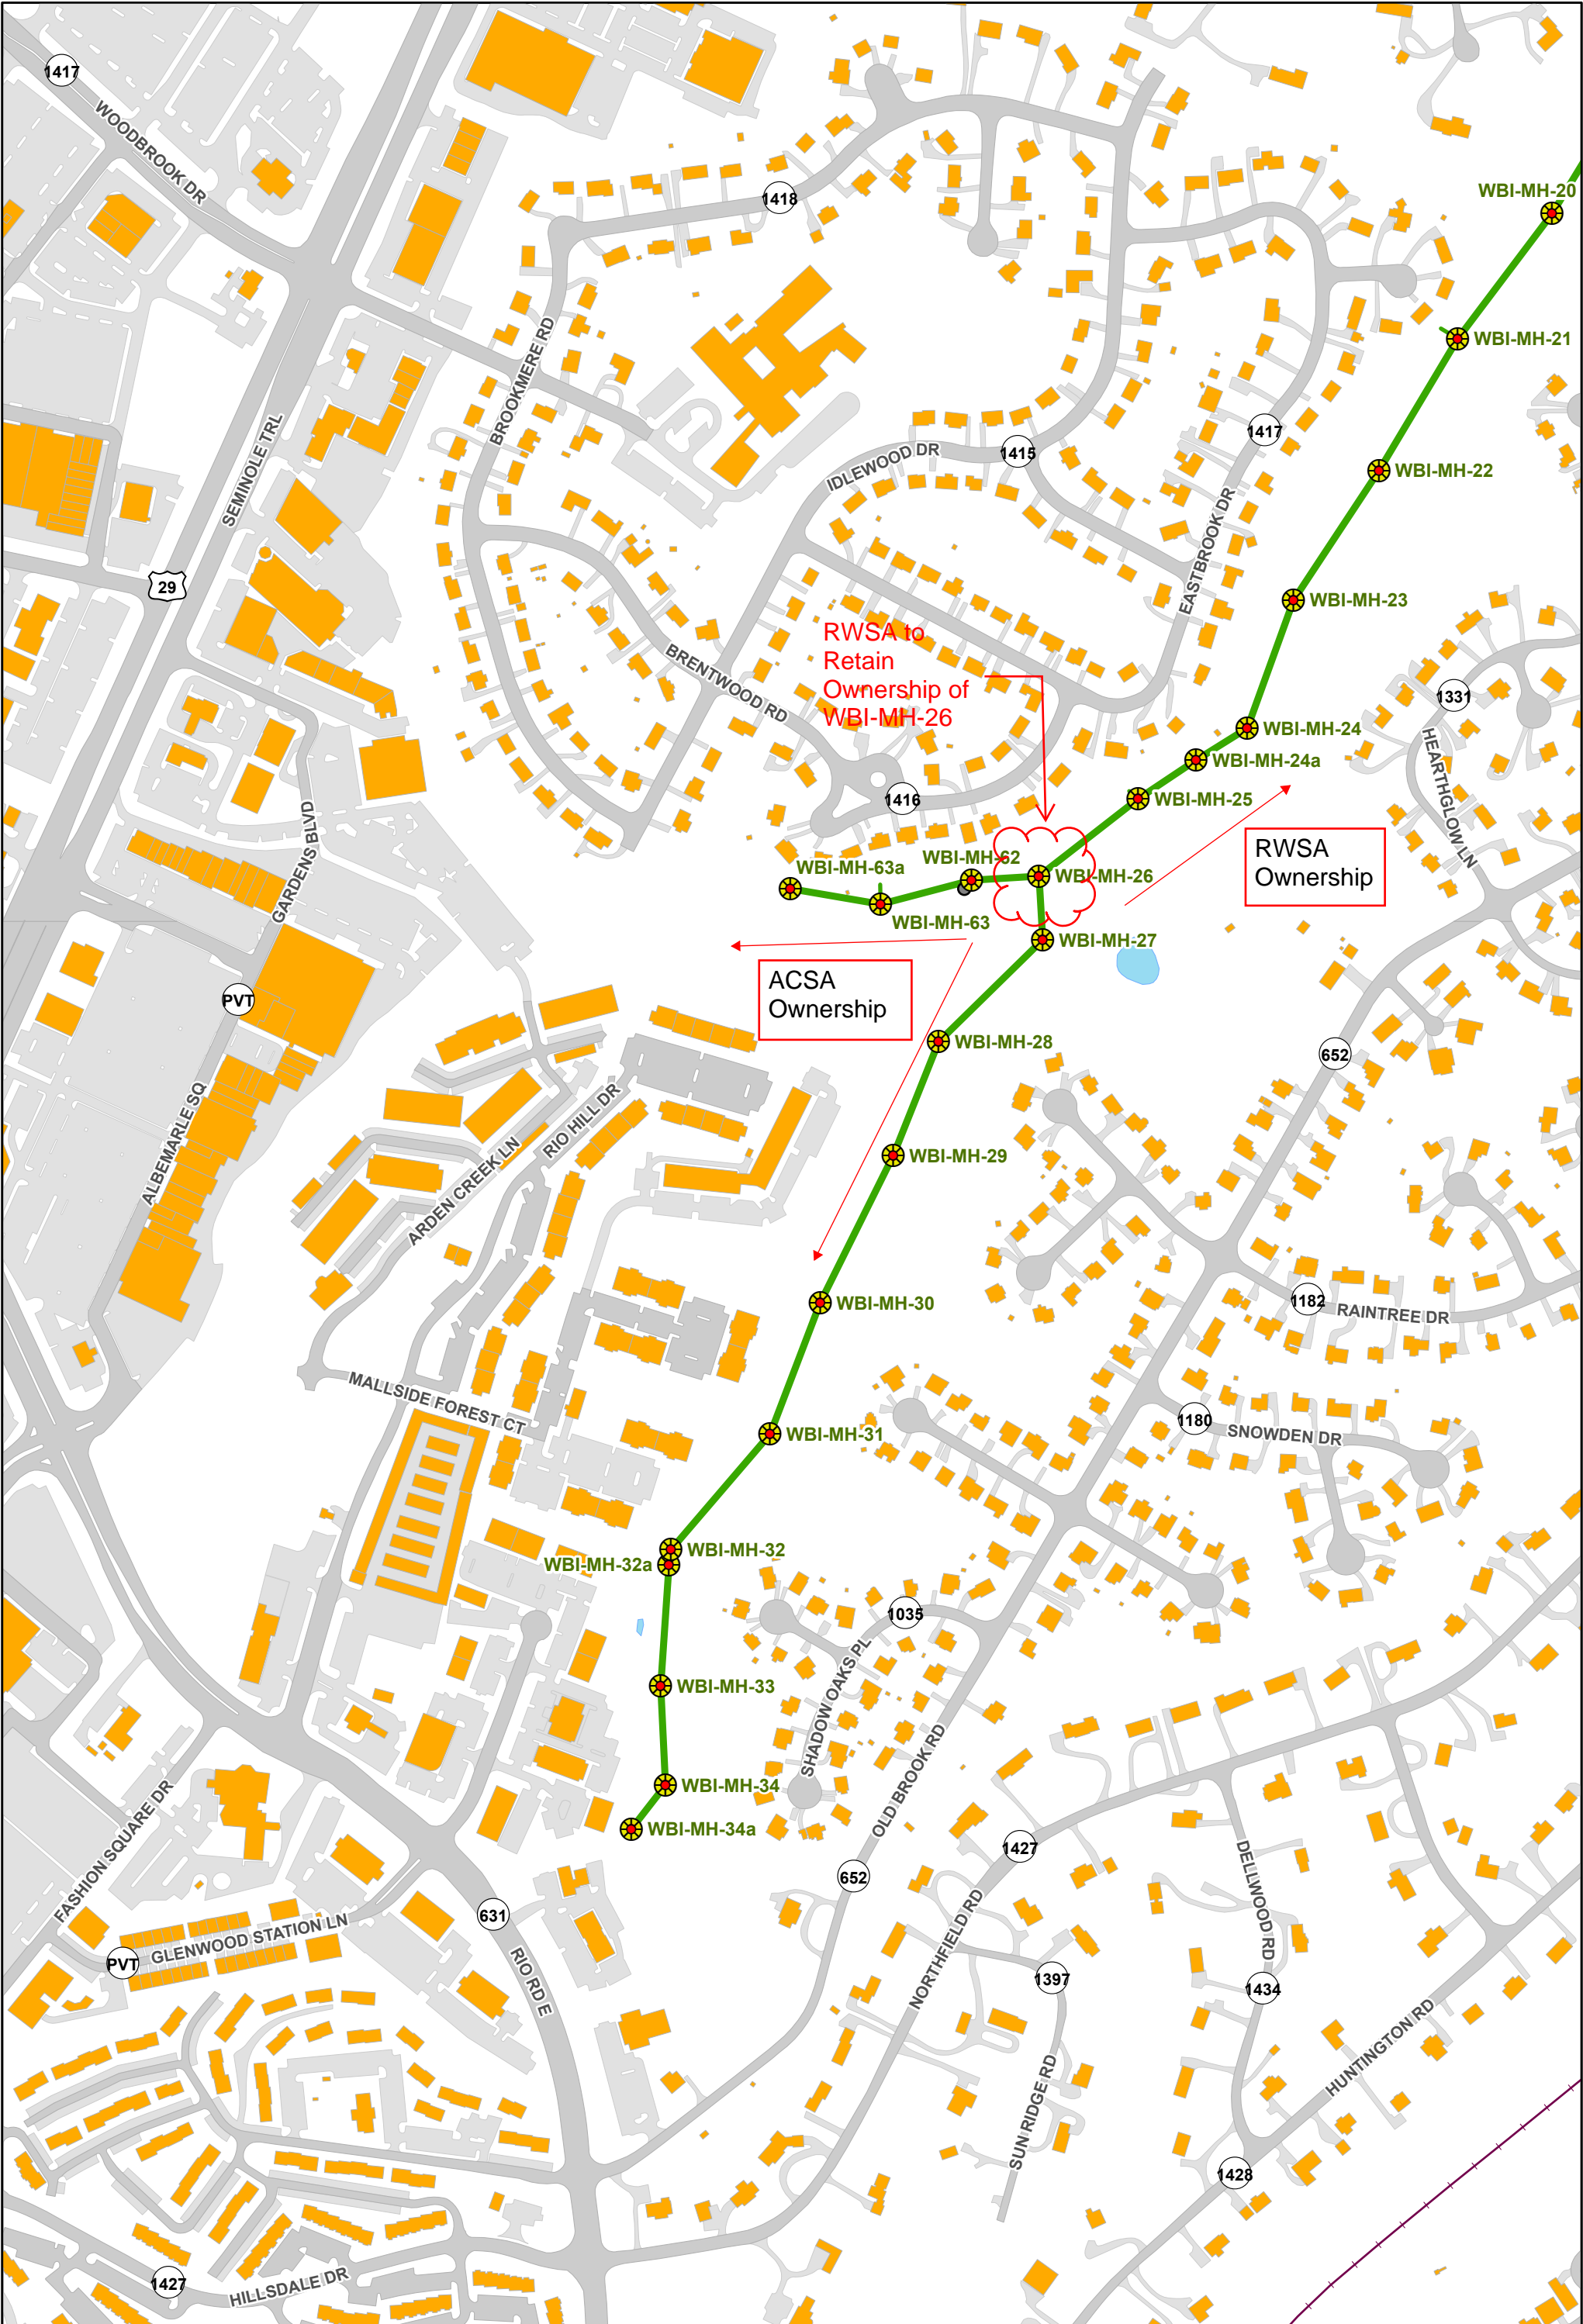 1417
WOODBROOK DR
1418
WBI-MH-20
WBI-MH-21
BROOKMERE RD
SEMINOLE TRL
IDLEWOOD DR
1415
1417
WBI-MH-22
EASTBROOK DR
29
WBI-MH-23
RWSA to
Retain
Ownership of
WBI-MH-26
BRENTWOOD RD
1331
HEARTHGLOW LN
WBI-MH-24
WBI-MH-24a
WBI-MH-25
1416
GARDENS BLVD
RWSA
Ownership
WBI-MH-63a
WBI-MH-62
WBI-MH-26
WBI-MH-63
WBI-MH-27
ACSA
Ownership
PVT
WBI-MH-28
652
ALBEMARLE SQ
RIO HILL DR
ARDEN CREEK LN
WBI-MH-29
WBI-MH-30
1182
RAINTREE DR
MALLSIDE FOREST CT
1180
SNOWDEN DR
WBI-MH-31
WBI-MH-32
WBI-MH-32a
1035
SHADOW OAKS PL
WBI-MH-33
OLD BROOK RD
WBI-MH-34
WBI-MH-34a
FASHION SQUARE DR
1427
DELLWOOD RD
652
631
GLENWOOD STATION LN
PVT
RIO RD E
NORTHFIELD RD
1397
1434
HUNTINGTON RD
SUN RIDGE RD
1428
1427
HILLSDALE DR